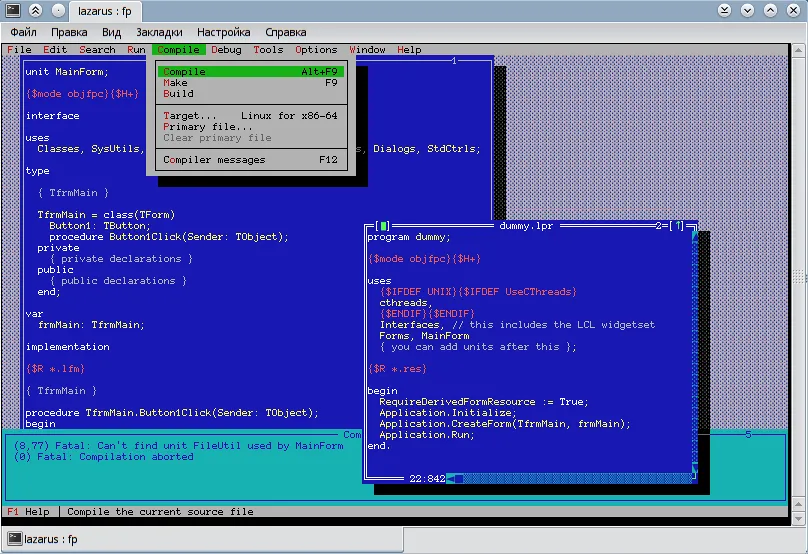 lazarus : fp
Файл Правка Вид Закладки Настройка Справка
File Edit Search Run Compile Debug Tools Options Window Help
1
Compile Alt+F9
Make F9
Build
Target... Linux for x86-64
Primary file...
Clear primary file
Compiler messages F12
unit MainForm;
{$mode objfpc}{$H+}
interface
uses
Classes, SysUtils, , Dialogs, StdCtrls;
type
{ TfrmMain }
TfrmMain = class(TForm)
Button1: TButton;
procedure Button1Click(Sender: TObject);
private
{ private declarations }
public
{ public declarations }
end;
var
frmMain: TfrmMain;
implementation
{$R *.lfm}
{ TfrmMain }
procedure TfrmMain.Button1Click(Sender: TObject);
begin
dummy.lpr 2=[↑]
program dummy;
{$mode objfpc}{$H+}
uses
{$IFDEF UNIX}{$IFDEF UseCThreads}
cthreads,
{$ENDIF}{$ENDIF}
Interfaces, // this includes the LCL widgetset
Forms, MainForm
{ you can add units after this };
{$R *.res}
begin
RequireDerivedFormResource := True;
Application.Initialize;
Application.CreateForm(TfrmMain, frmMain);
Application.Run;
end.
22:842
Com 5
(8,77) Fatal: Can't find unit FileUtil used by MainForm
(0) Fatal: Compilation aborted
F1 Help | Compile the current source file
lazarus : fp